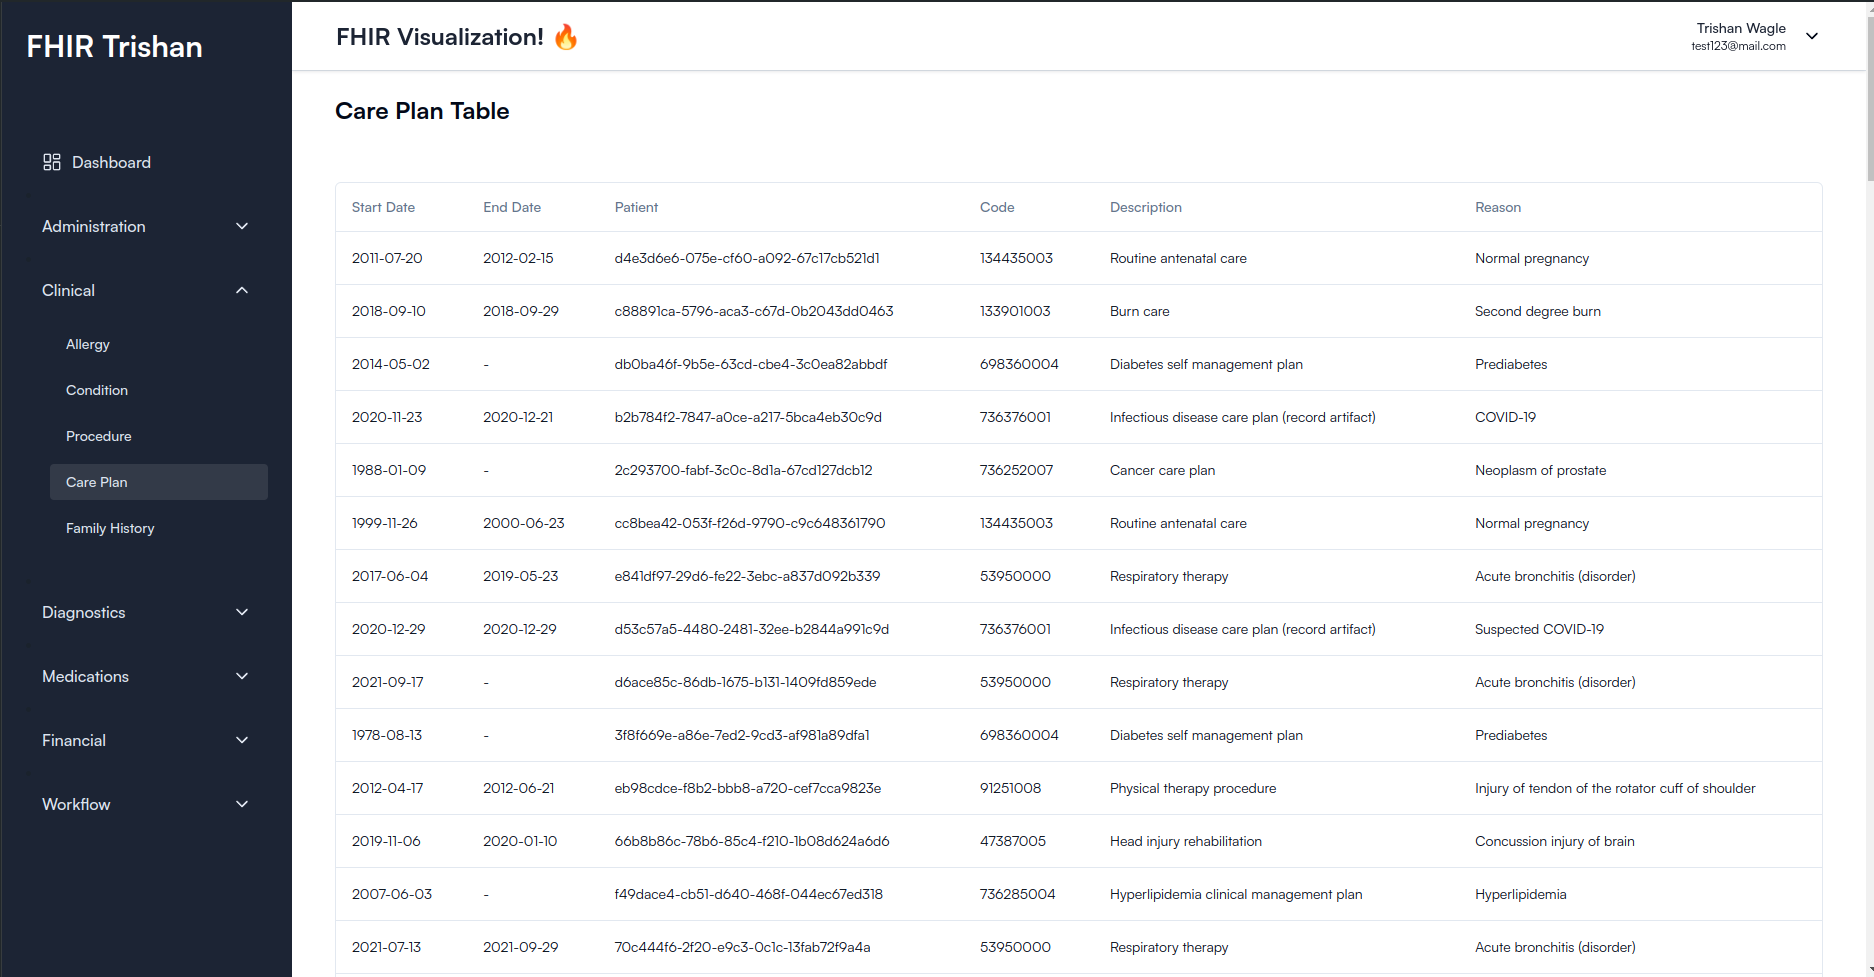 FHIR Trishan
Dashboard
Administration
Clinical
Allergy
Condition
Procedure
Care Plan
Family History
Diagnostics
Medications
Financial
Workflow
FHIR Visualization! 🔥
Trishan Wagle
test123@mail.com
Care Plan Table
Start Date End Date Patient Code Description Reason
2011-07-20 2012-02-15 d4e3d6e6-075e-cf60-a092-67c17cb521d1 134435003 Routine antenatal care Normal pregnancy
2018-09-10 2018-09-29 c88891ca-5796-aca3-c67d-0b2043dd0463 133901003 Burn care Second degree burn
2014-05-02 - db0ba46f-9b5e-63cd-cbe4-3c0ea82abbdf 698360004 Diabetes self management plan Prediabetes
2020-11-23 2020-12-21 b2b784f2-7847-a0ce-a217-5bca4eb30c9d 736376001 Infectious disease care plan (record artifact) COVID-19
1988-01-09 - 2c293700-fabf-3c0c-8d1a-67cd127dcb12 736252007 Cancer care plan Neoplasm of prostate
1999-11-26 2000-06-23 cc8bea42-053f-f26d-9790-c9c648361790 134435003 Routine antenatal care Normal pregnancy
2017-06-04 2019-05-23 e841df97-29d6-fe22-3ebc-a837d092b339 53950000 Respiratory therapy Acute bronchitis (disorder)
2020-12-29 2020-12-29 d53c57a5-4480-2481-32ee-b2844a991c9d 736376001 Infectious disease care plan (record artifact) Suspected COVID-19
2021-09-17 - d6ace85c-86db-1675-b131-1409fd859ede 53950000 Respiratory therapy Acute bronchitis (disorder)
1978-08-13 - 3f8f669e-a86e-7ed2-9cd3-af981a89dfa1 698360004 Diabetes self management plan Prediabetes
2012-04-17 2012-06-21 eb98cdce-f8b2-bbb8-a720-cef7cca9823e 91251008 Physical therapy procedure Injury of tendon of the rotator cuff of shoulder
2019-11-06 2020-01-10 66b8b86c-78b6-85c4-f210-1b08d624a6d6 47387005 Head injury rehabilitation Concussion injury of brain
2007-06-03 - f49dace4-cb51-d640-468f-044ec67ed318 736285004 Hyperlipidemia clinical management plan Hyperlipidemia
2021-07-13 2021-09-29 70c444f6-2f20-e9c3-0c1c-13fab72f9a4a 53950000 Respiratory therapy Acute bronchitis (disorder)